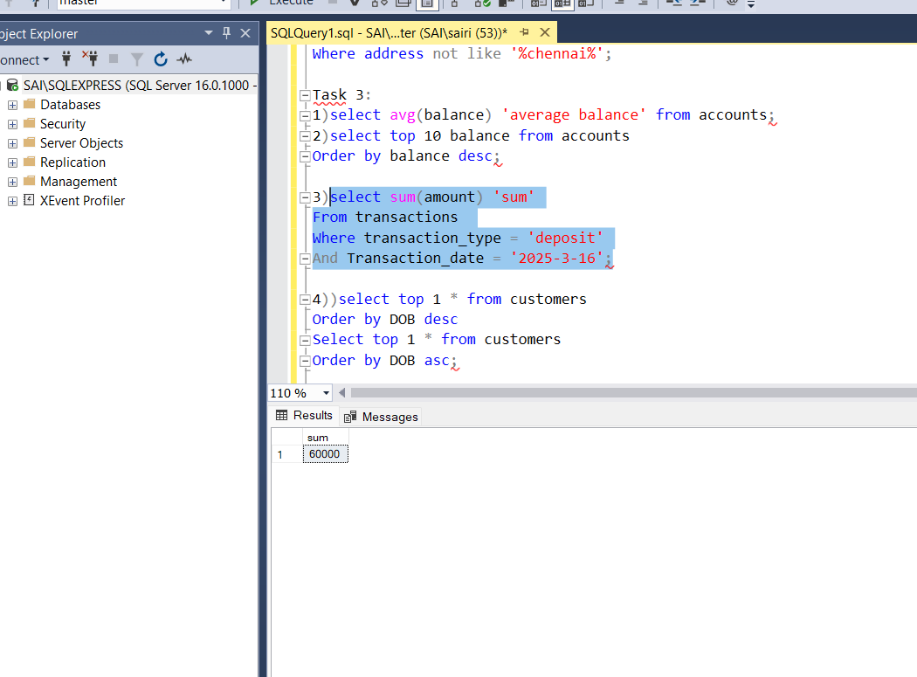 master
Execute
ject Explorer
onnect
SAI\SQLEXPRESS (SQL Server 16.0.1000 -
Databases
Security
Server Objects
Replication
Management
XEvent Profiler
SQLQuery1.sql - SAI\...ter (SAI\sairi (53))*
Where address not like '%chennai%';
Task 3:
1)select avg(balance) 'average balance' from accounts;
2)select top 10 balance from accounts
Order by balance desc;
3)select sum(amount) 'sum'
From transactions
Where transaction_type = 'deposit'
And Transaction_date = '2025-3-16';
4))select top 1 * from customers
Order by DOB desc
Select top 1 * from customers
Order by DOB asc;
110 %
Results
Messages
sum
1
60000